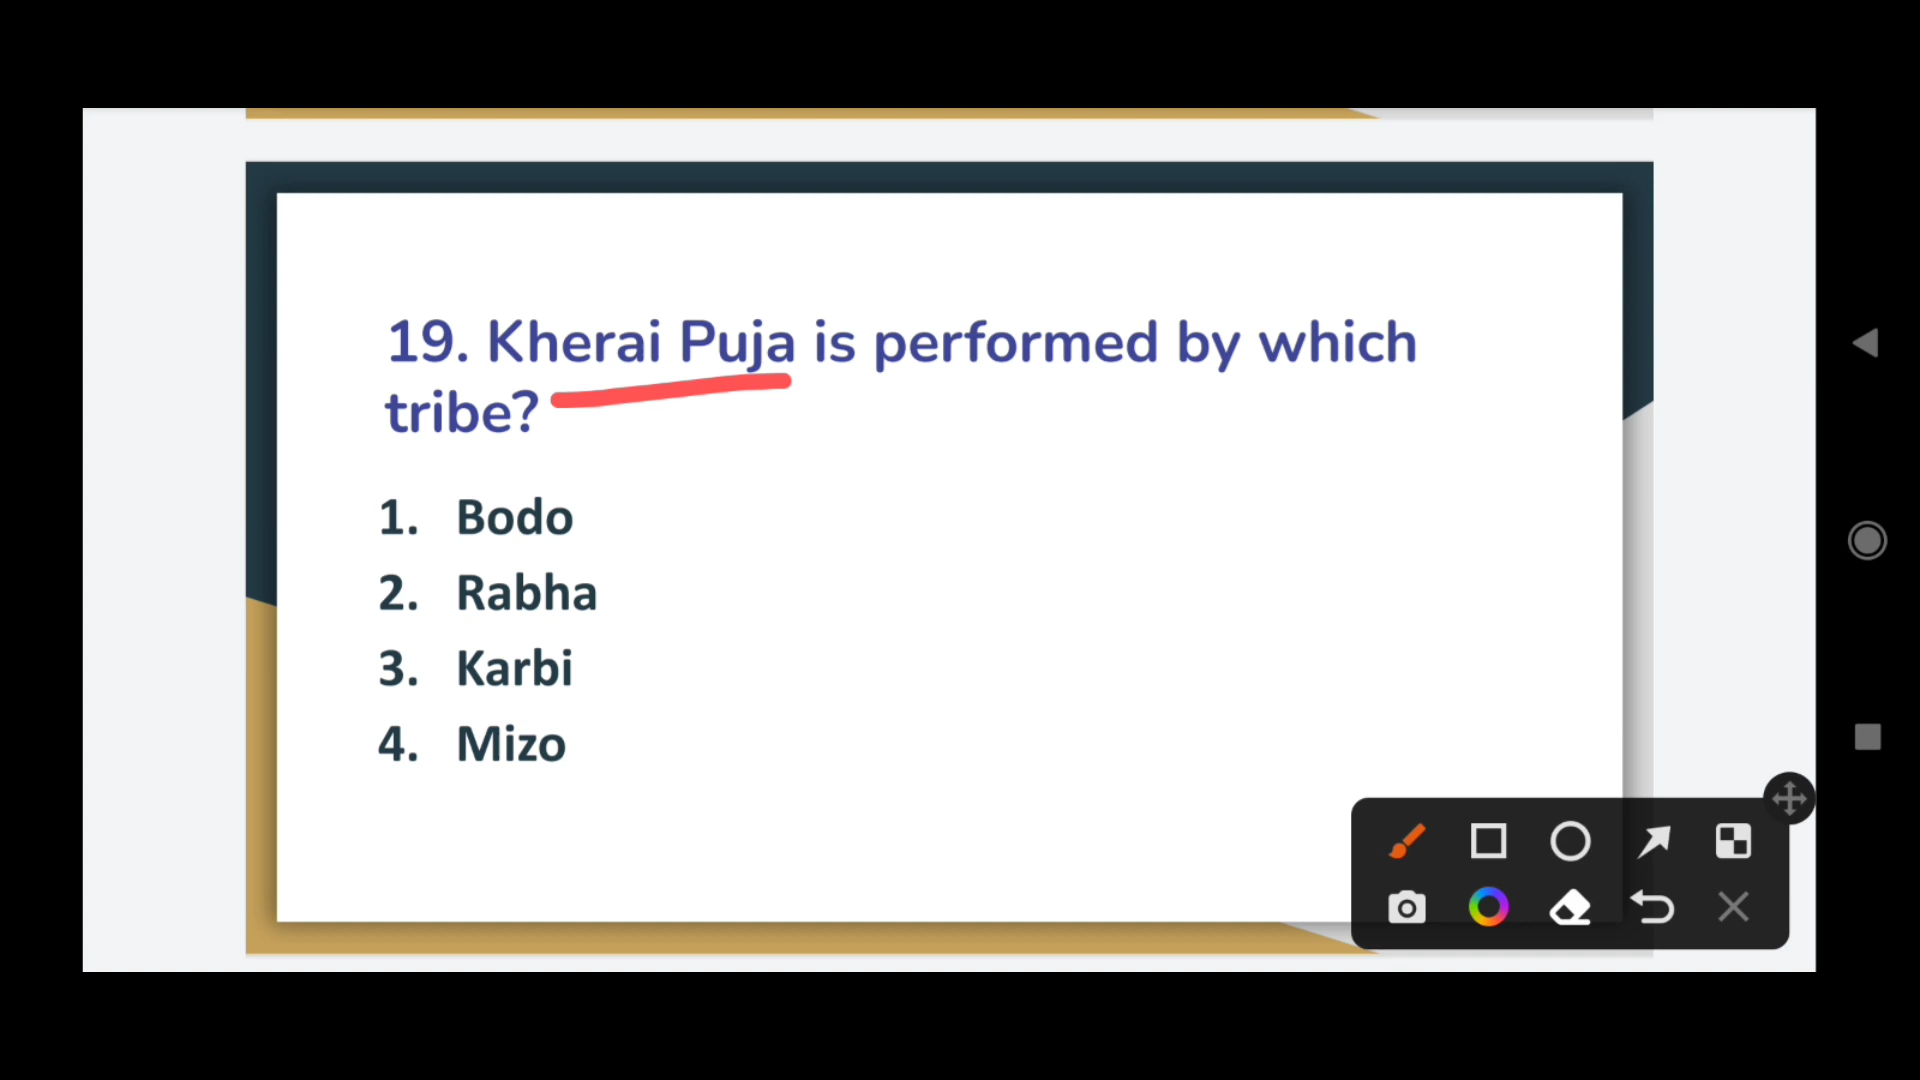 19. Kherai Puja is performed by which
tribe?
1. Bodo
2. Rabha
3. Karbi
4. Mizo